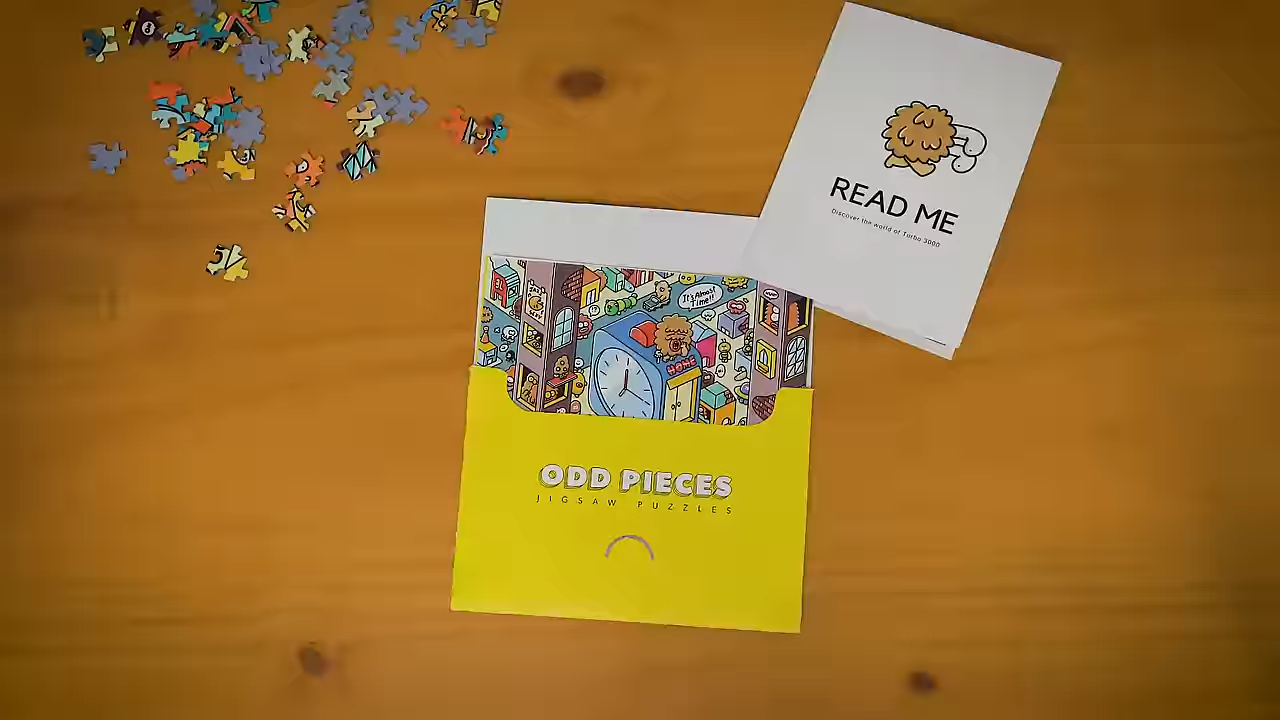 READ ME
Discover the world of Turbo 3000
It's Almost
Time!!
HOME
ODD PIECES
JIGSAW PUZZLES